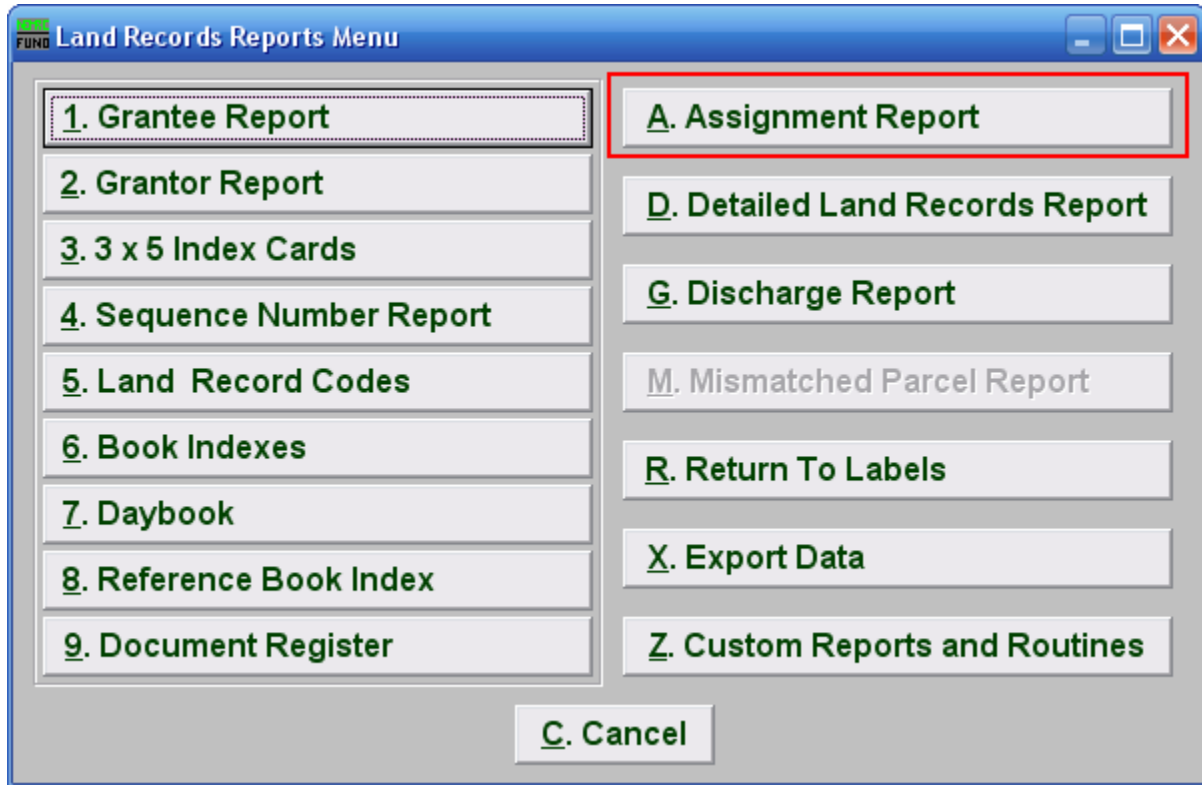 NEMRC
FUND
Land Records Reports Menu
1. Grantee Report
2. Grantor Report
3. 3 x 5 Index Cards
4. Sequence Number Report
5. Land Record Codes
6. Book Indexes
7. Daybook
8. Reference Book Index
9. Document Register
A. Assignment Report
D. Detailed Land Records Report
G. Discharge Report
M. Mismatched Parcel Report
R. Return To Labels
X. Export Data
Z. Custom Reports and Routines
C. Cancel